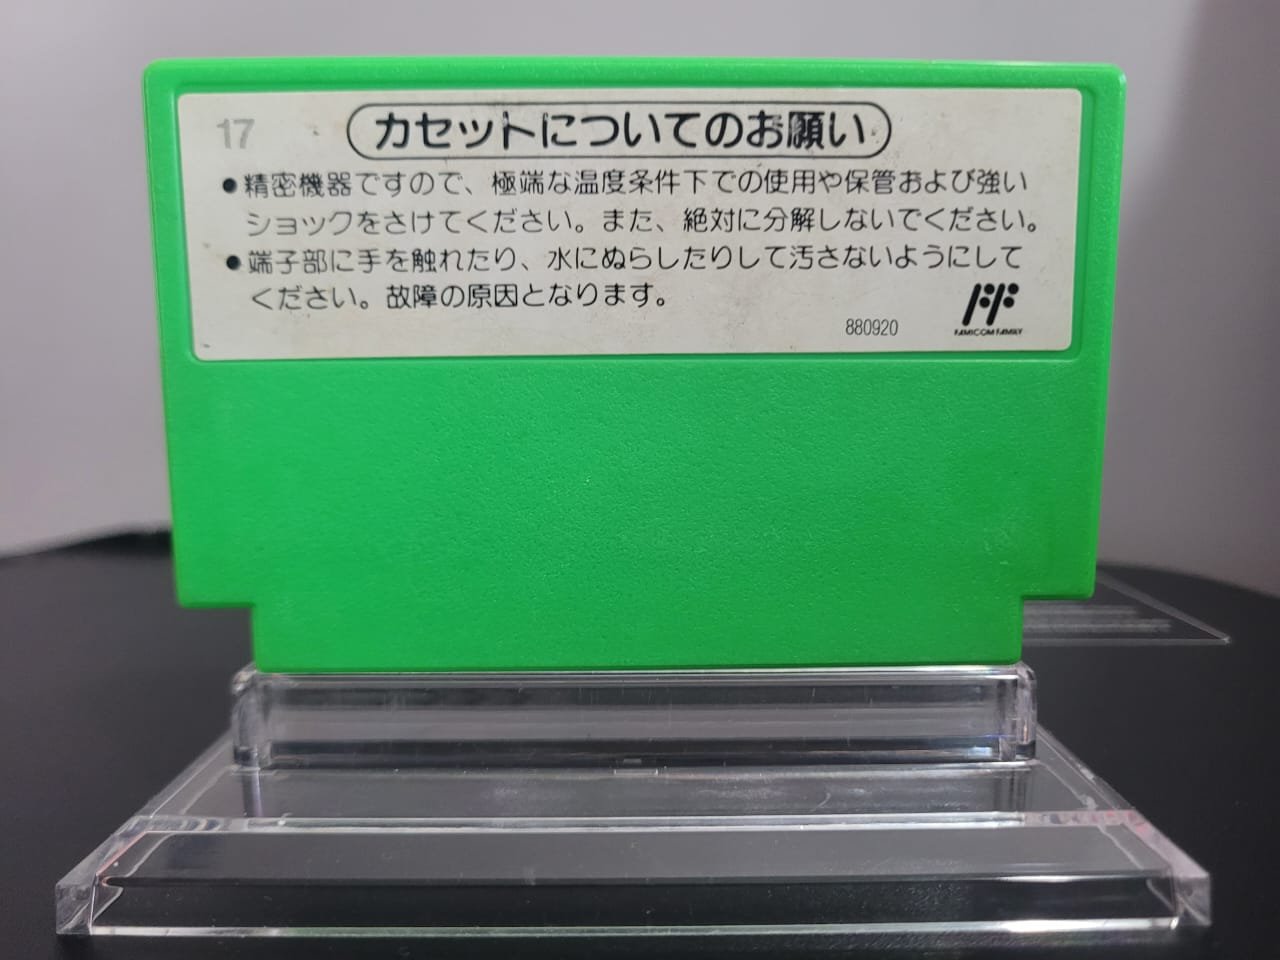 17
カセットについてのお願い
●精密機器ですので、極端な温度条件下での使用や保管および強い
ショックをさけてください。また、絶対に分解しないでください。
●端子部に手を触れたり、水にぬらしたりして汚さないようにして
ください。故障の原因となります。
880920
FAMICOM FAMILY